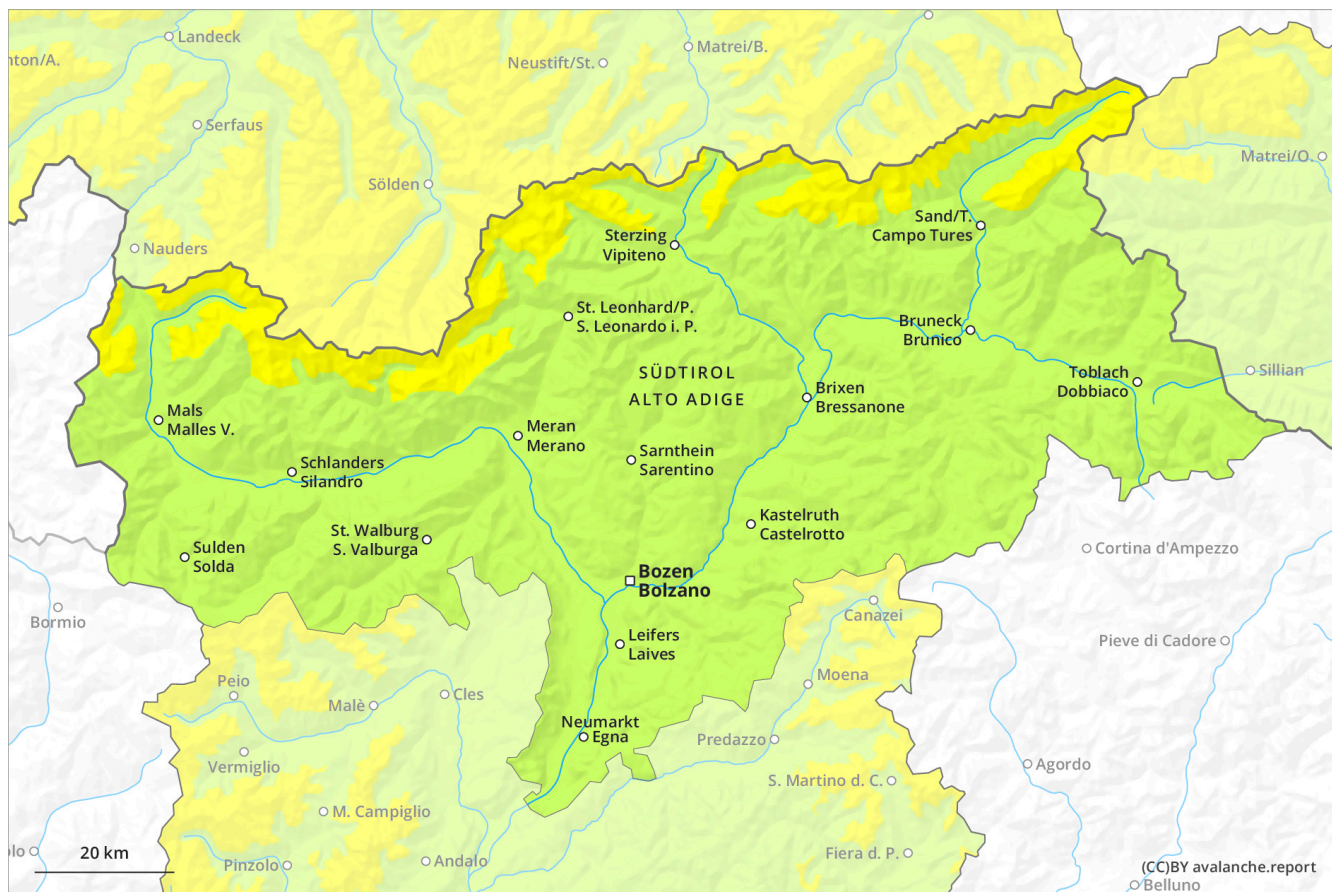 Landeck
Matrei/B.
nton/A.
Neustift/St.
Serfaus
Matrei/O.
Sölden
Sand/T.
Campo Tures
Sterzing
Vipiteno
Nauders
St. Leonhard/P.
S. Leonardo i. P.
Bruneck
Brunico
SÜDTIROL
ALTO ADIGE
Toblach
Dobbiaco
Sillian
Brixen
Bressanone
Mals
Malles V.
Meran
Merano
Sarnthein
Sarentino
Schlanders
Silandro
Kastelruth
Castelrotto
St. Walburg
S. Valburga
Sulden
Solda
Cortina d'Ampezzo
Bozen
Bolzano
Bormio
Canazei
Leifers
Laives
Pieve di Cadore
Peio
Moena
Malè
Cles
Neumarkt
Egna
Predazzo
Vermiglio
Agordo
S. Martino d. C.
M. Campiglio
20 km
lo
Pinzolo
Andalo
Fiera d. P.
(CC)BY avalanche.report
Belluno